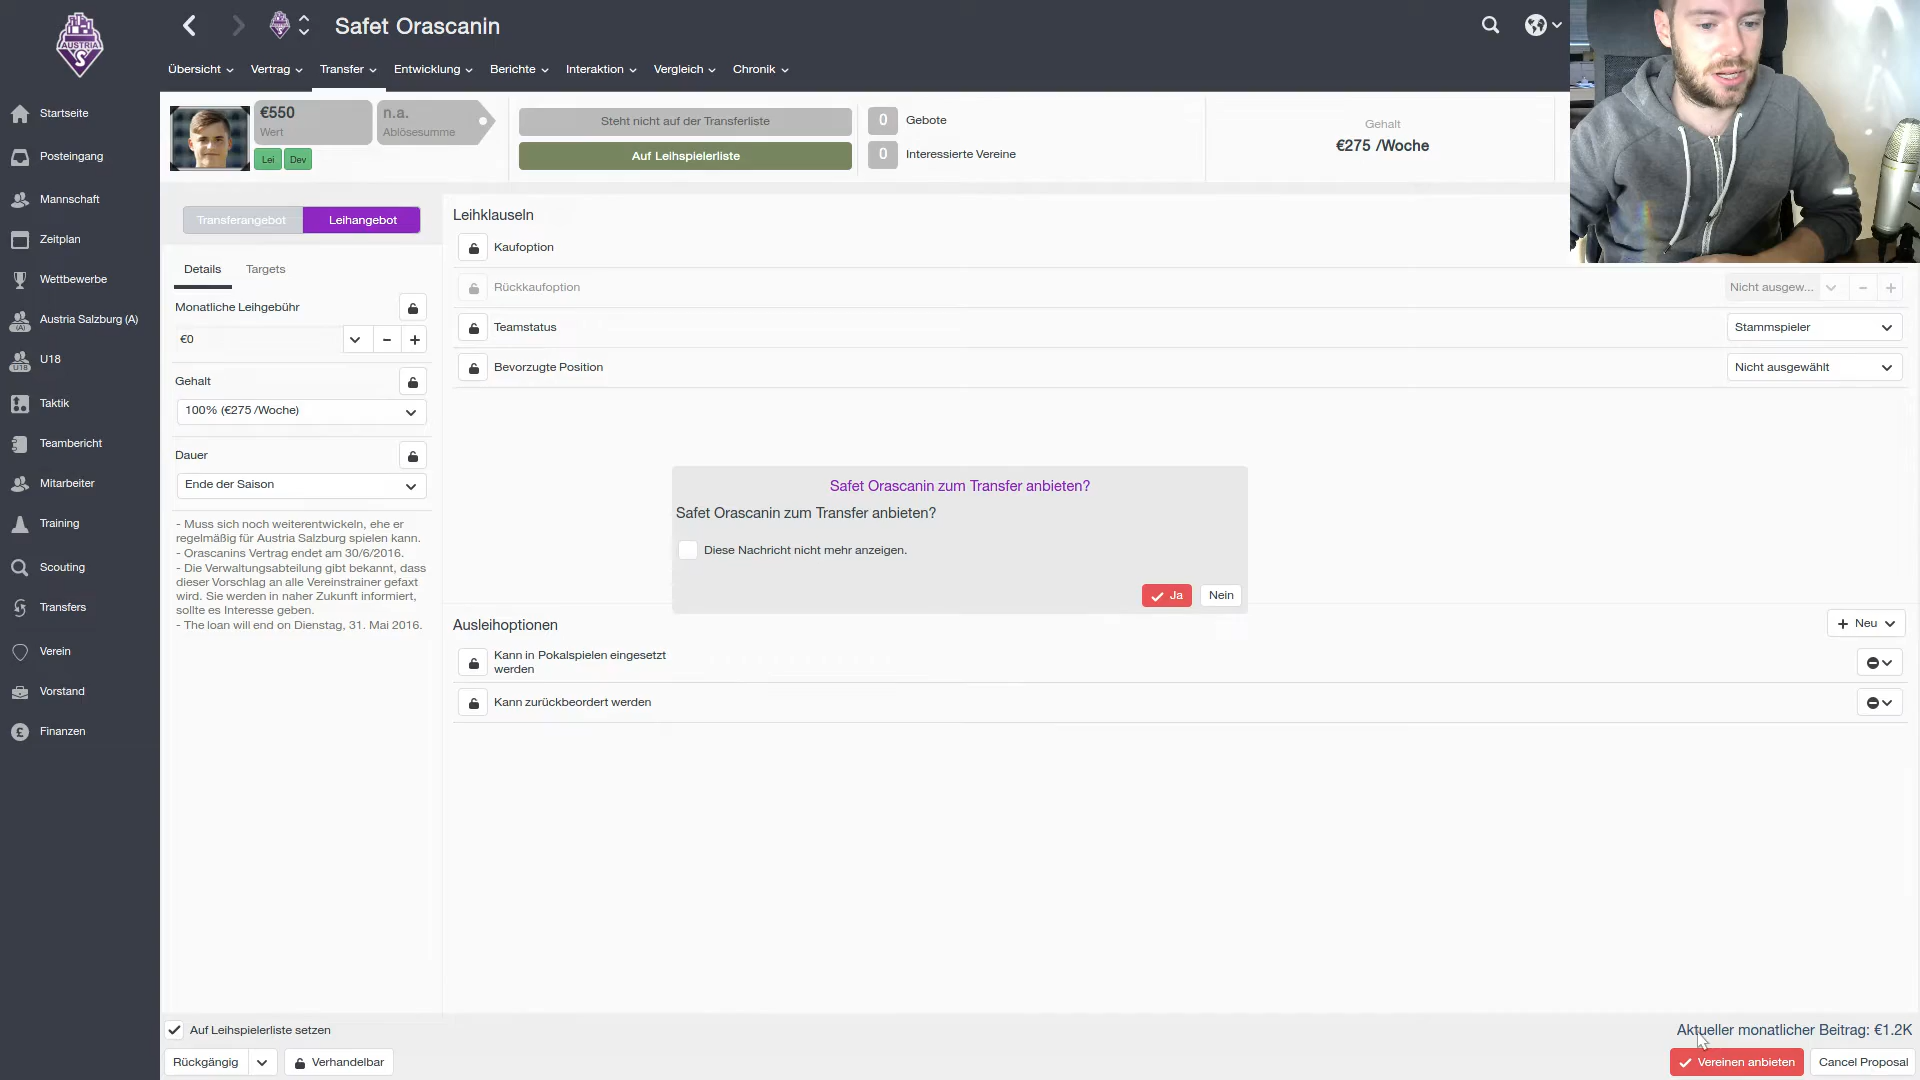 AUSTRIA
S
Safet Orascanin
Übersicht
Vertrag
Transfer
Entwicklung
Berichte
Interaktion
Vergleich
Chronik
Startseite
Posteingang
Mannschaft
Zeitplan
Wettbewerbe
Austria Salzburg (A)
U18
Taktik
Teambericht
Mitarbeiter
Training
Scouting
Transfers
Verein
Vorstand
Finanzen
€550
Wert
n.a.
Ablösesumme
Lei
Dev
Steht nicht auf der Transferliste
Auf Leihspielerliste
0
Gebote
0
Interessierte Vereine
Gehalt
€275 /Woche
Transferangebot
Leihangebot
Details
Targets
Monatliche Leihgebühr
€0
Gehalt
100% (€275 /Woche)
Dauer
Ende der Saison
- Muss sich noch weiterentwickeln, ehe er
regelmäßig für Austria Salzburg spielen kann.
- Orascanins Vertrag endet am 30/6/2016.
- Die Verwaltungsabteilung gibt bekannt, dass
dieser Vorschlag an alle Vereinstrainer gefaxt
wird. Sie werden in naher Zukunft informiert,
sollte es Interesse geben.
- The loan will end on Dienstag, 31. Mai 2016.
Leihklauseln
Kaufoption
Rückkaufoption
Nicht ausgew...
Teamstatus
Stammspieler
Bevorzugte Position
Nicht ausgewählt
Safet Orascanin zum Transfer anbieten?
Safet Orascanin zum Transfer anbieten?
Diese Nachricht nicht mehr anzeigen.
Ja
Nein
Ausleihoptionen
Neu
Kann in Pokalspielen eingesetzt
werden
Kann zurückbeordert werden
Auf Leihspielerliste setzen
Aktueller monatlicher Beitrag: €1.2K
Rückgängig
Verhandelbar
Vereinen anbieten
Cancel Proposal